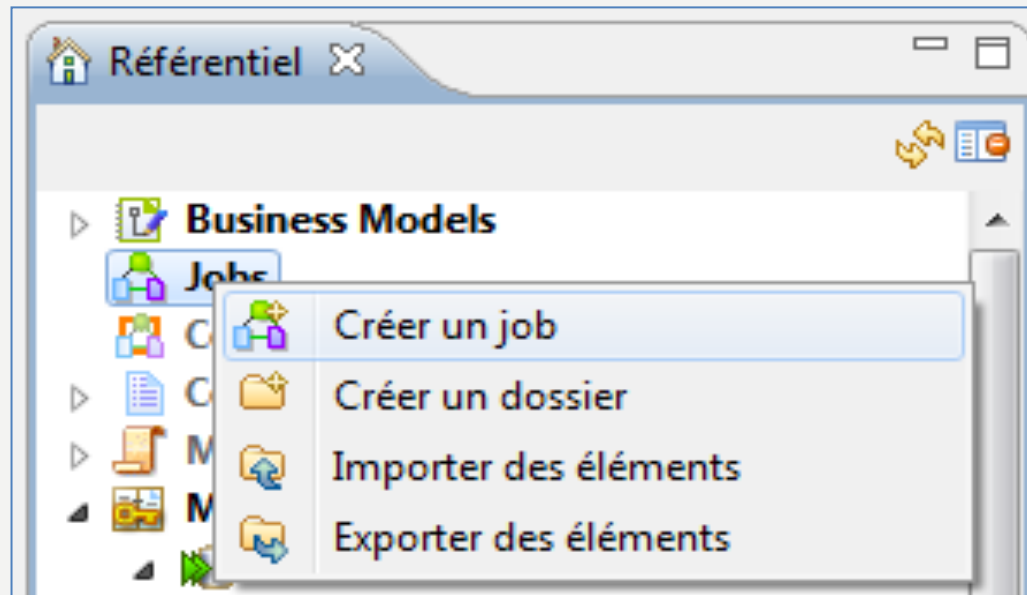 Référentiel
Business Models
Jobs
Créer un job
Créer un dossier
Importer des éléments
Exporter des éléments